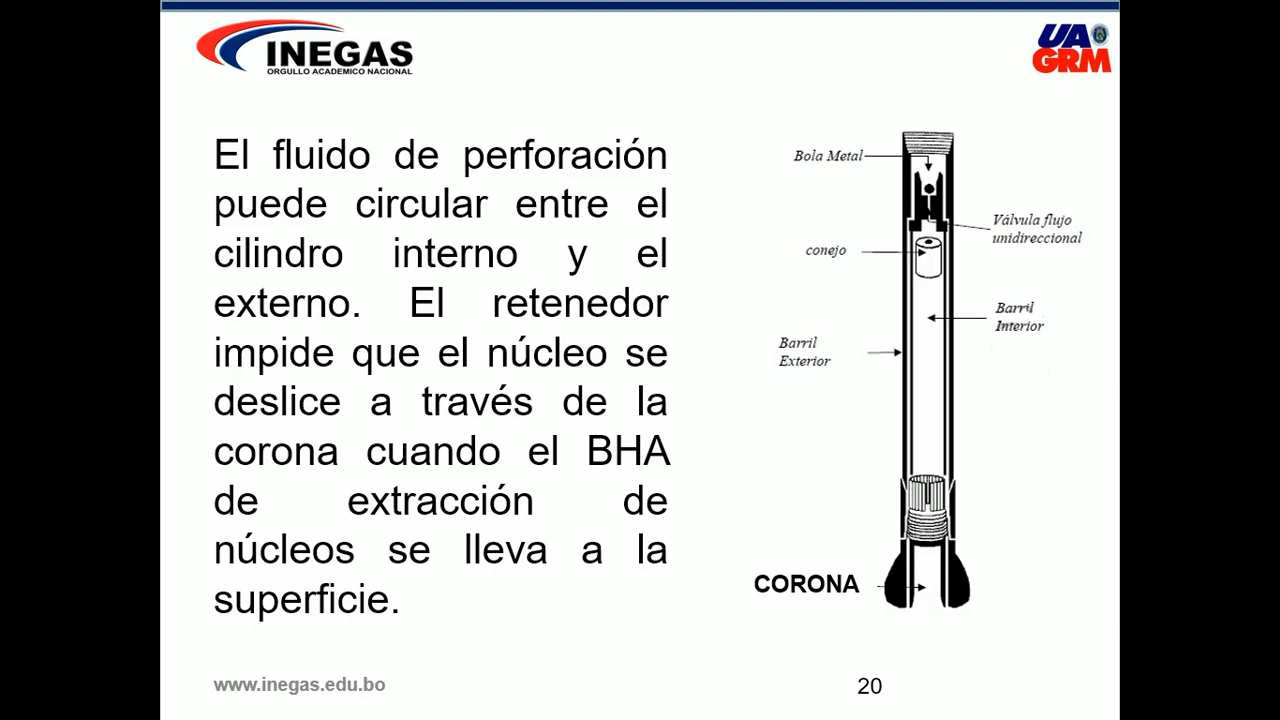 INEGAS
ORGULLO ACADEMICO NACIONAL
UA
GRM
El fluido de perforación
puede circular entre el
cilindro interno y el
externo. El retenedor
impide que el núcleo se
deslice a través de la
corona cuando el BHA
de extracción de
núcleos se lleva a la
superficie.
Bola Metal
Válvula flujo
unidireccional
conejo
Barril
Interior
Barril
Exterior
CORONA
www.inegas.edu.bo
20